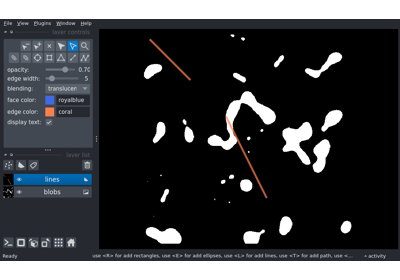 File View Plugins Window Help
layer controls
opacity: 0.70
edge width: 5
blending: translucen
face color: royalblue
edge color: coral
display text:
layer list
lines
blobs
Ready use <R> for add rectangles, use <E> for add ellipses, use <L> for add lines, use <T> for add path, use <... activity